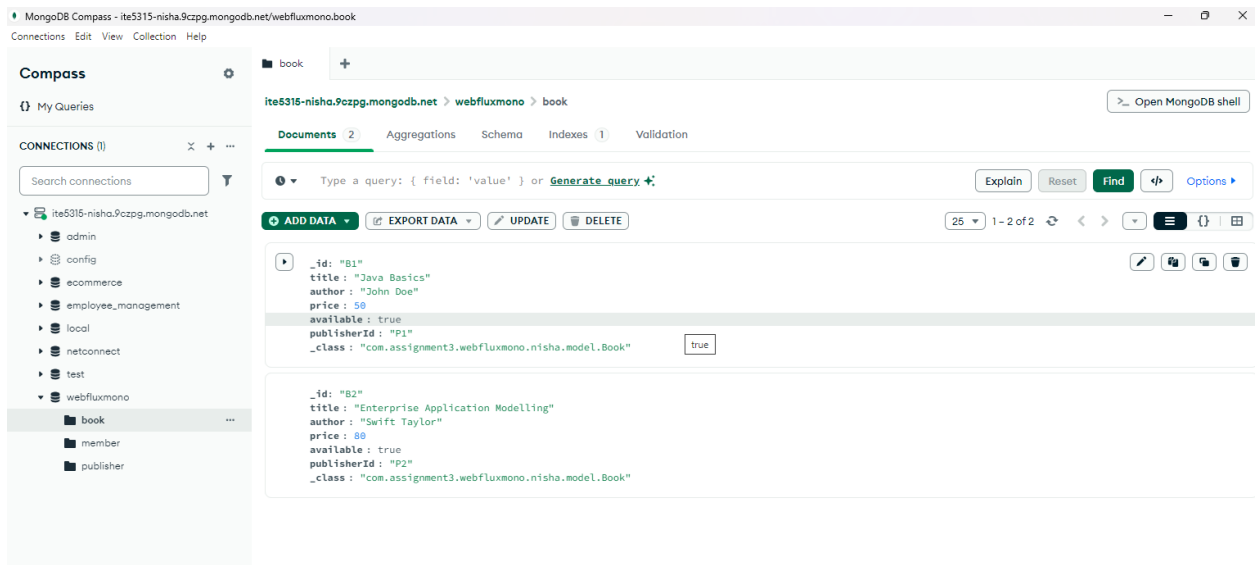 MongoDB Compass - ite5315-nisha.9czpg.mongodb.net/webfluxmono.book
Connections Edit View Collection Help
Compass
{} My Queries
CONNECTIONS (1)
Search connections
ite5315-nisha.9czpg.mongodb.net
admin
config
ecommerce
employee_management
local
netconnect
test
webfluxmono
book
member
publisher
book
ite5315-nisha.9czpg.mongodb.net > webfluxmono > book
>_ Open MongoDB shell
Documents 2 Aggregations Schema Indexes 1 Validation
Type a query: { field: 'value' } or Generate query
Explain Reset Find </> Options
ADD DATA EXPORT DATA UPDATE DELETE
25 1 – 2 of 2 {}
_id: "B1"
title : "Java Basics"
author : "John Doe"
price : 50
available : true
publisherId : "P1"
_class : "com.assignment3.webfluxmono.nisha.model.Book"
true
_id: "B2"
title : "Enterprise Application Modelling"
author : "Swift Taylor"
price : 80
available : true
publisherId : "P2"
_class : "com.assignment3.webfluxmono.nisha.model.Book"